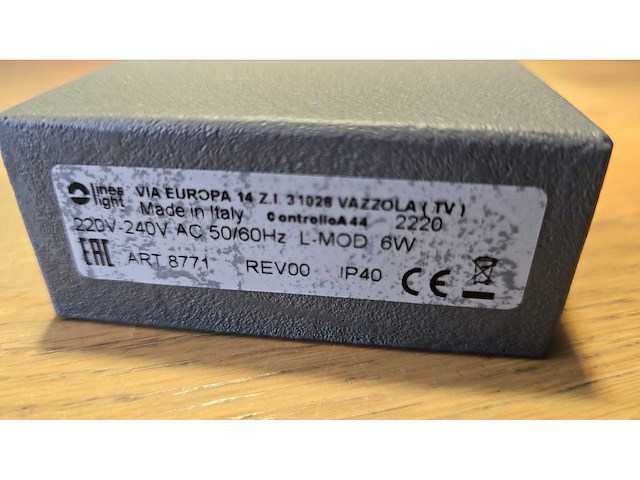 linea light VIA EUROPA 14 Z.I. 31028 VAZZOLA ( TV )
Made in Italy ControlloA44 2220
220V-240V AC 50/60Hz L-MOD 6W
EAC ART 8771 REV00 IP40 CE